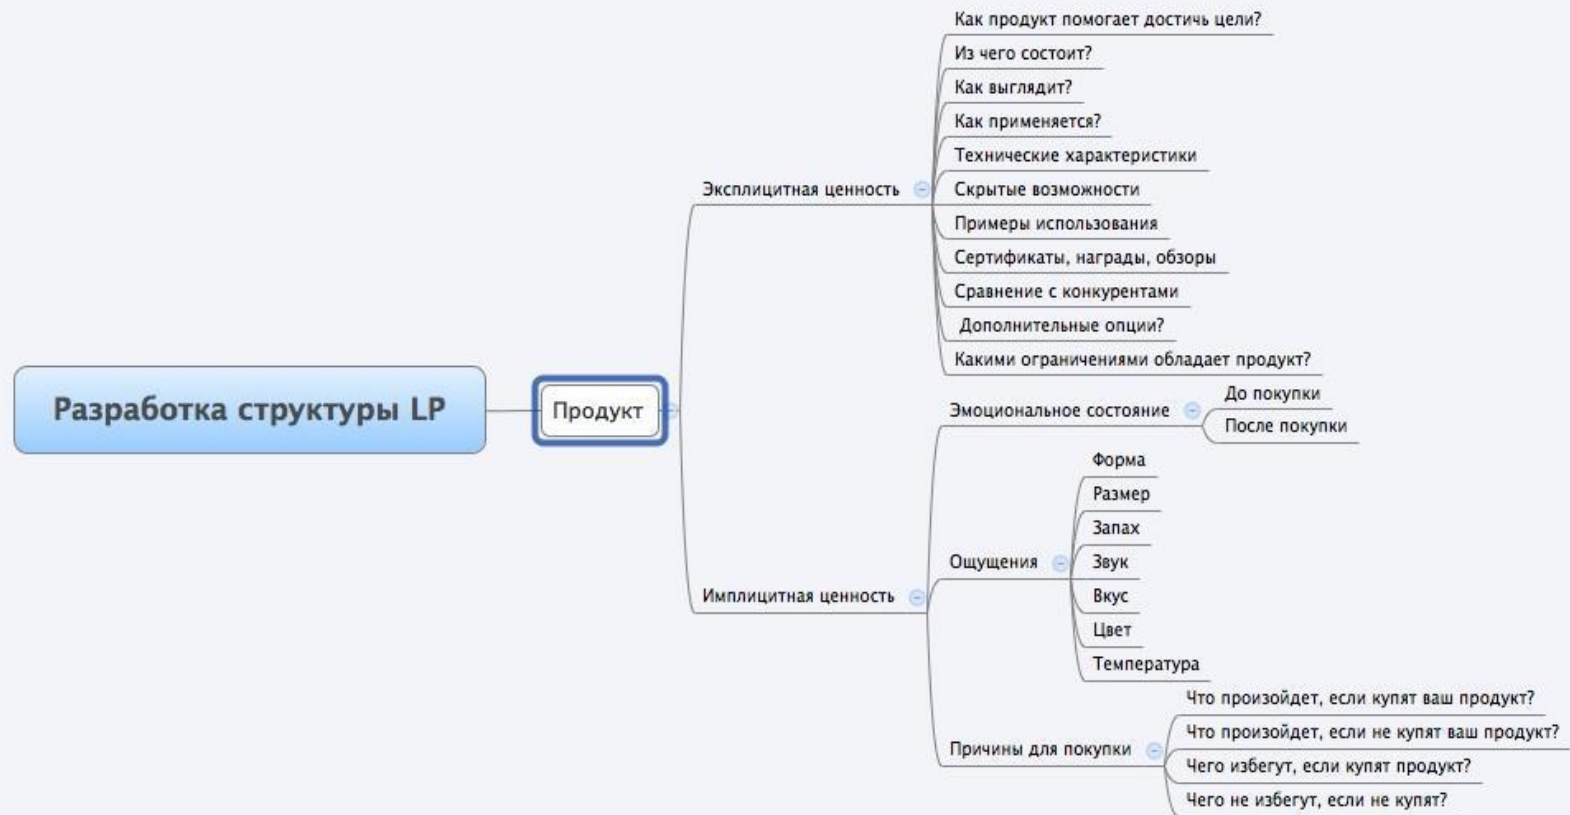 Разработка структуры LP
Продукт
Эксплицитная ценность
Как продукт помогает достичь цели?
Из чего состоит?
Как выглядит?
Как применяется?
Технические характеристики
Скрытые возможности
Примеры использования
Сертификаты, награды, обзоры
Сравнение с конкурентами
Дополнительные опции?
Какими ограничениями обладает продукт?
Имплицитная ценность
Эмоциональное состояние
До покупки
После покупки
Ощущения
Форма
Размер
Запах
Звук
Вкус
Цвет
Температура
Причины для покупки
Что произойдет, если купят ваш продукт?
Что произойдет, если не купят ваш продукт?
Чего избегут, если купят продукт?
Чего не избегут, если не купят?